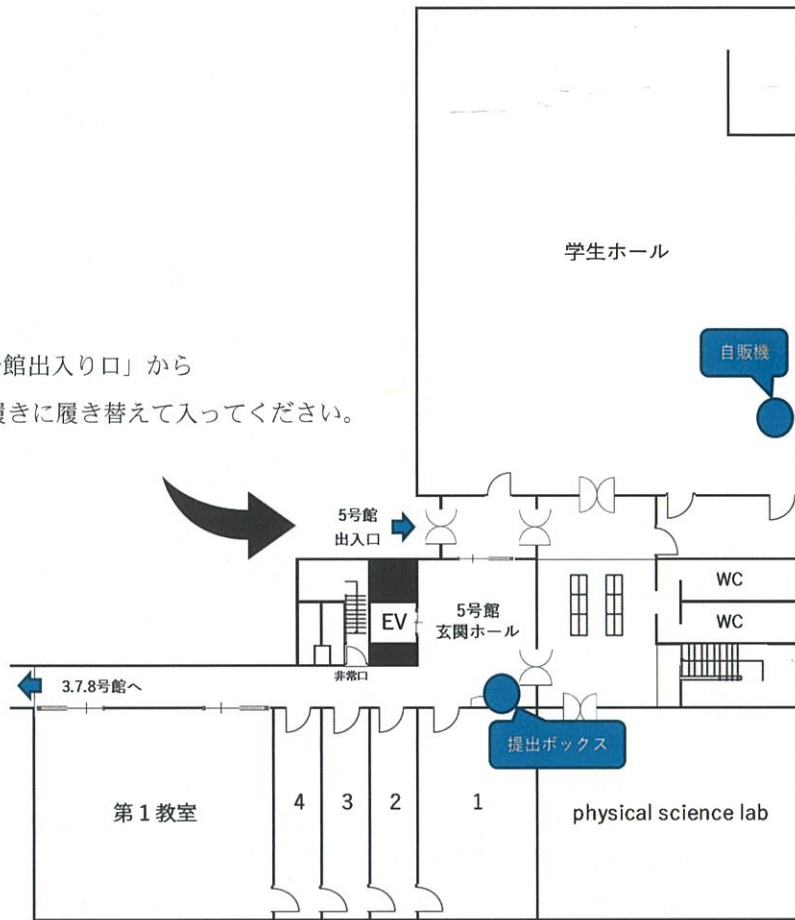 学生ホール
自販機
館出入り口」から
履きに履き替えて入ってください。
5号館
出入口
WC
EV
5号館
玄関ホール
WC
非常口
3.7.8号館へ
提出ボックス
第1教室
4
3
2
1
physical science lab